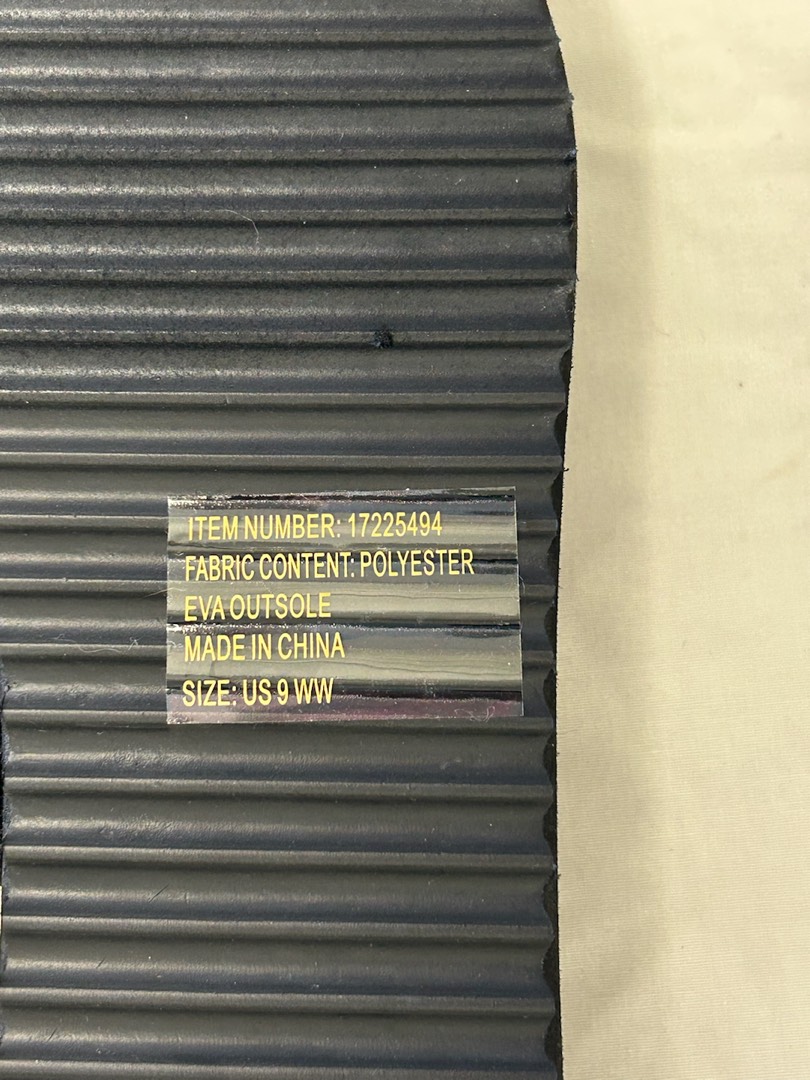 ITEM NUMBER: 17225494
FABRIC CONTENT: POLYESTER
EVA OUTSOLE
MADE IN CHINA
SIZE: US 9 WW